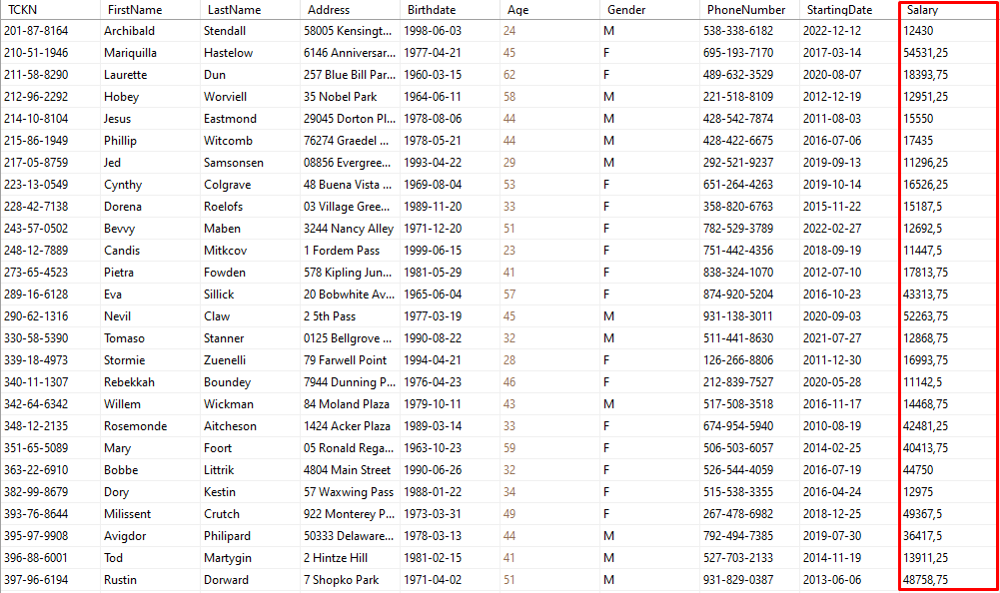 TCKN FirstName LastName Address Birthdate Age Gender PhoneNumber StartingDate Salary
201-87-8164 Archibald Stendall 58005 Kensingt... 1998-06-03 24 M 538-338-6182 2022-12-12 12430
210-51-1946 Mariquilla Hastelow 6146 Anniversar... 1977-04-21 45 F 695-193-7170 2017-03-14 54531,25
211-58-8290 Laurette Dun 257 Blue Bill Par... 1960-03-15 62 F 489-632-3529 2020-08-07 18393,75
212-96-2292 Hobey Worviell 35 Nobel Park 1964-06-11 58 M 221-518-8109 2012-12-19 12951,25
214-10-8104 Jesus Eastmond 29045 Dorton Pl... 1978-08-06 44 M 428-542-7874 2011-08-03 15550
215-86-1949 Phillip Witcomb 76274 Graedel ... 1978-05-21 44 M 428-422-6675 2016-07-06 17435
217-05-8759 Jed Samsonsen 08856 Evergree... 1993-04-22 29 M 292-521-9237 2019-09-13 11296,25
223-13-0549 Cynthy Colgrave 48 Buena Vista ... 1969-08-04 53 F 651-264-4263 2019-10-14 16526,25
228-42-7138 Dorena Roelofs 03 Village Gree... 1989-11-20 33 F 358-820-6763 2015-11-22 15187,5
243-57-0502 Bevvy Maben 3244 Nancy Alley 1971-12-20 51 F 782-529-3789 2022-02-27 12692,5
248-12-7889 Candis Mitkcov 1 Fordem Pass 1999-06-15 23 F 751-442-4356 2018-09-19 11447,5
273-65-4523 Pietra Fowden 578 Kipling Jun... 1981-05-29 41 F 838-324-1070 2012-07-10 17813,75
289-16-6128 Eva Sillick 20 Bobwhite Av... 1965-06-04 57 F 874-920-5204 2016-10-23 43313,75
290-62-1316 Nevil Claw 2 5th Pass 1977-03-19 45 M 931-138-3011 2020-09-03 52263,75
330-58-5390 Tomaso Stanner 0125 Bellgrove ... 1990-08-22 32 M 511-441-8630 2021-07-27 12868,75
339-18-4973 Stormie Zuenelli 79 Farwell Point 1994-04-21 28 F 126-266-8806 2011-12-30 16993,75
340-11-1307 Rebekkah Boundey 7944 Dunning P... 1976-04-23 46 F 212-839-7527 2020-05-28 11142,5
342-64-6342 Willem Wickman 84 Moland Plaza 1979-10-11 43 M 517-508-3518 2016-11-17 14468,75
348-12-2135 Rosemonde Aitcheson 1424 Acker Plaza 1989-03-14 33 F 674-954-5940 2010-08-19 42481,25
351-65-5089 Mary Foort 05 Ronald Rega... 1963-10-23 59 F 506-503-6057 2014-02-25 40413,75
363-22-6910 Bobbe Littrik 4804 Main Street 1990-06-26 32 F 526-544-4059 2016-07-19 44750
382-99-8679 Dory Kestin 57 Waxwing Pass 1988-01-22 34 F 515-538-3355 2016-04-24 12975
393-76-8644 Milissent Crutch 922 Monterey P... 1973-03-31 49 F 267-478-6982 2018-12-25 49367,5
395-97-9908 Avigdor Philipard 50333 Delaware... 1978-03-13 44 M 792-494-7385 2019-07-30 36417,5
396-88-6001 Tod Martygin 2 Hintze Hill 1981-02-15 41 M 527-703-2133 2014-11-19 13911,25
397-96-6194 Rustin Dorward 7 Shopko Park 1971-04-02 51 M 931-829-0387 2013-06-06 48758,75